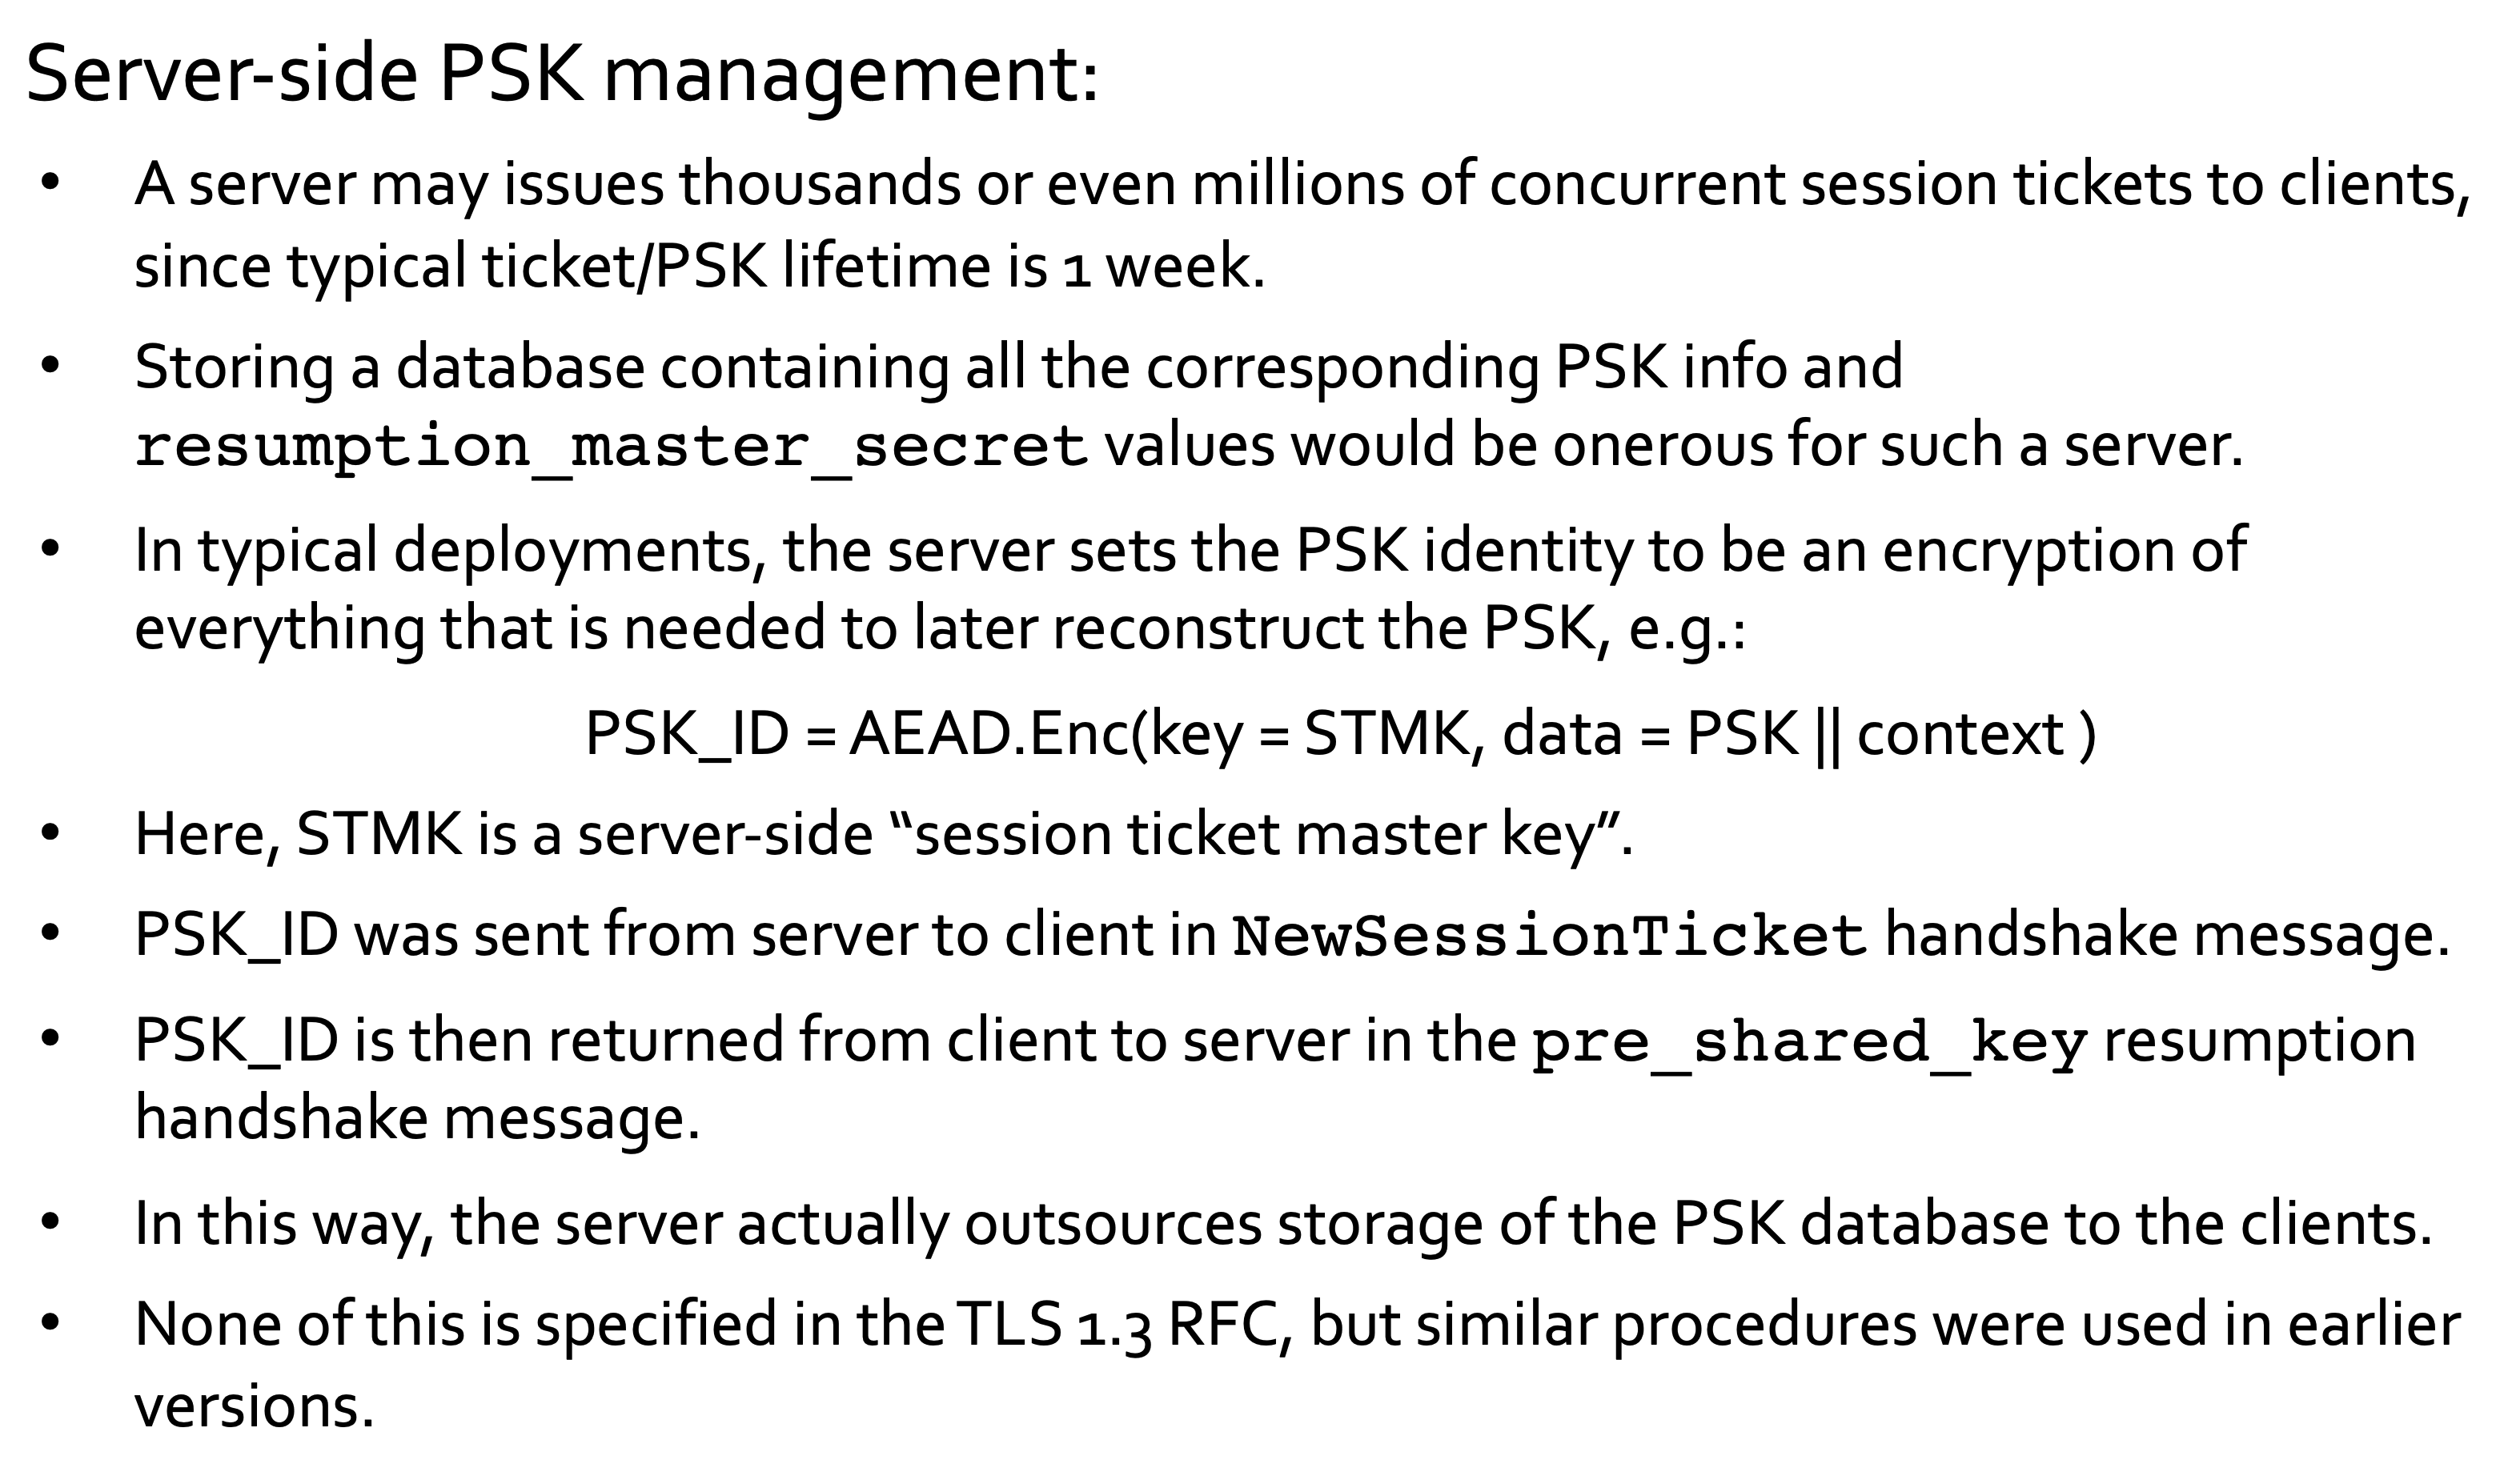 Server-side PSK management:
• A server may issues thousands or even millions of concurrent session tickets to clients,
since typical ticket/PSK lifetime is 1 week.
• Storing a database containing all the corresponding PSK info and
resumption_master_secret values would be onerous for such a server.
• In typical deployments, the server sets the PSK identity to be an encryption of
everything that is needed to later reconstruct the PSK, e.g.:
PSK_ID = AEAD.Enc(key = STMK, data = PSK || context )
• Here, STMK is a server-side “session ticket master key”.
• PSK_ID was sent from server to client in NewSessionTicket handshake message.
• PSK_ID is then returned from client to server in the pre_shared_key resumption
handshake message.
• In this way, the server actually outsources storage of the PSK database to the clients.
• None of this is specified in the TLS 1.3 RFC, but similar procedures were used in earlier
versions.